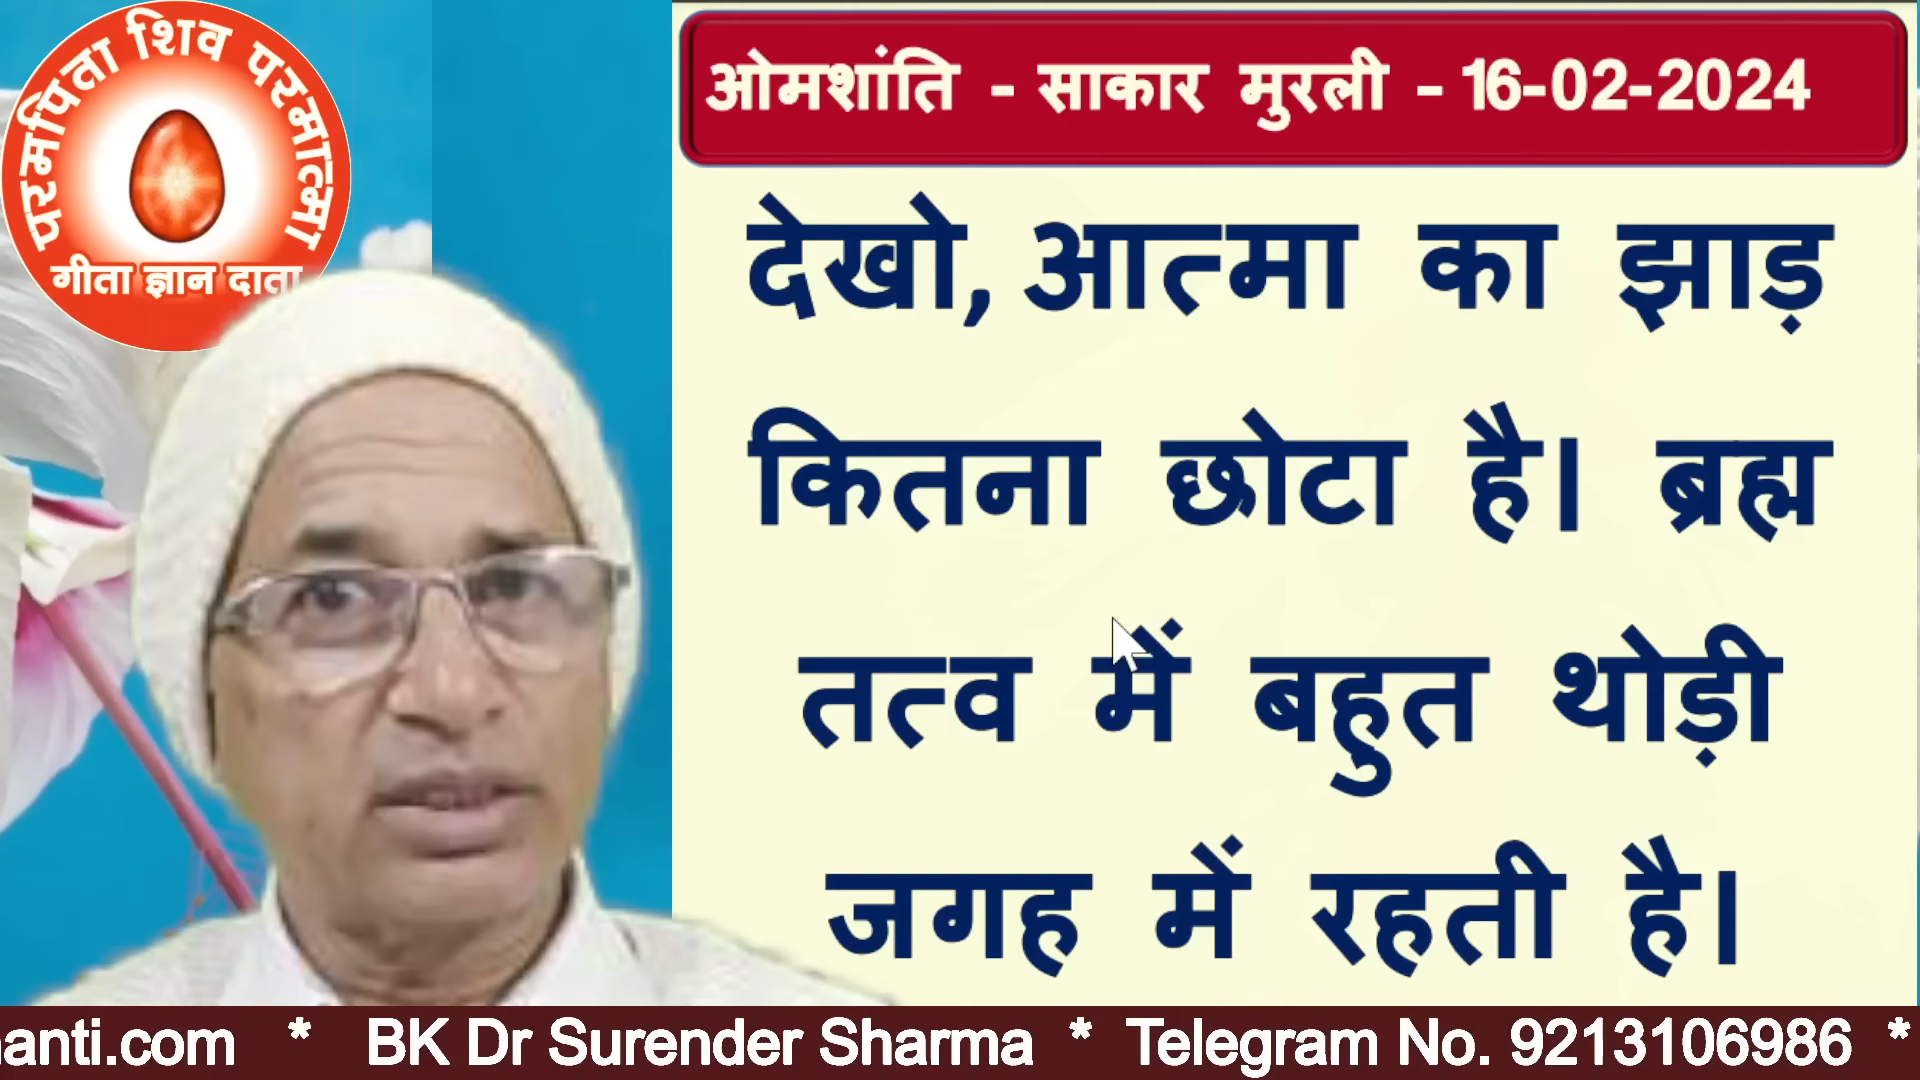 परमपिता शिव परमात्मा
गीता ज्ञान दाता
ओमशांति - साकार मुरली - 16-02-2024
देखो, आत्मा का झाड़
कितना छोटा है। ब्रह्म
तत्व में बहुत थोड़ी
जगह में रहती है।
anti.com * BK Dr Surender Sharma * Telegram No. 9213106986 *